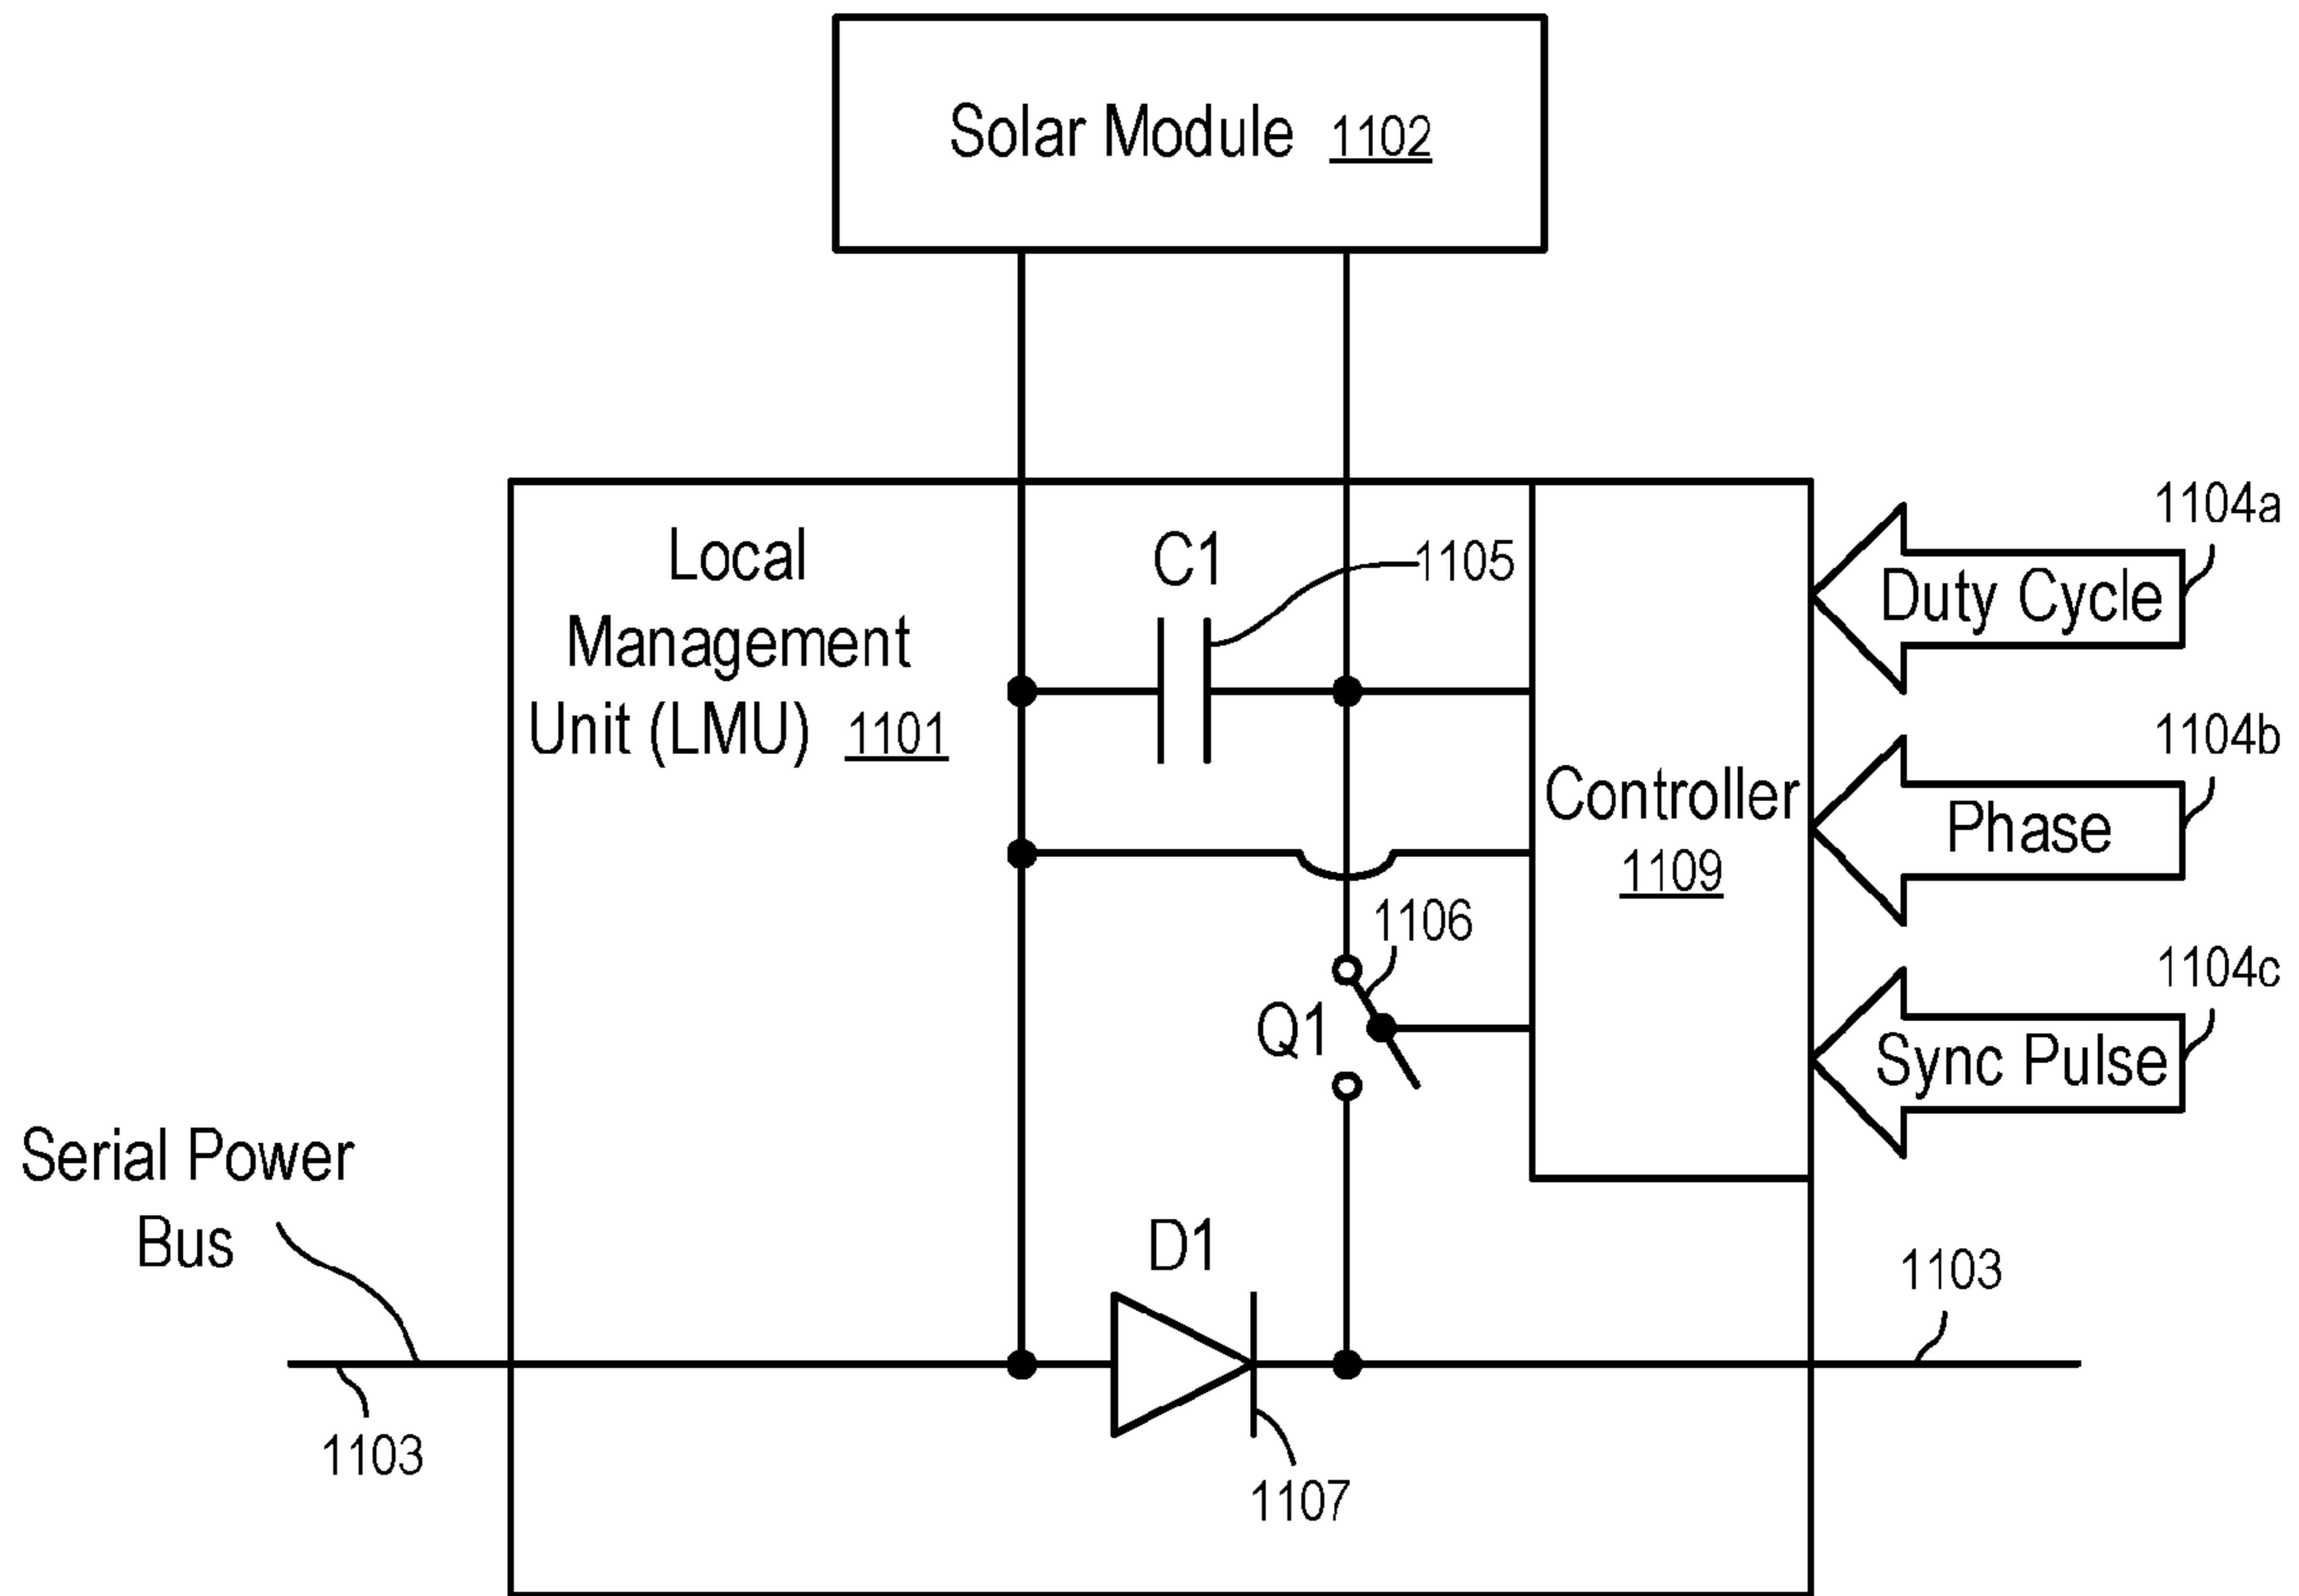 Solar Module 1102
Local
Management
Unit (LMU) 1101
C1
1105
1104a
Duty Cycle
1104b
Controller
1109
Phase
1106
1104c
Q1
Sync Pulse
Serial Power
Bus
D1
1103
1103
1107